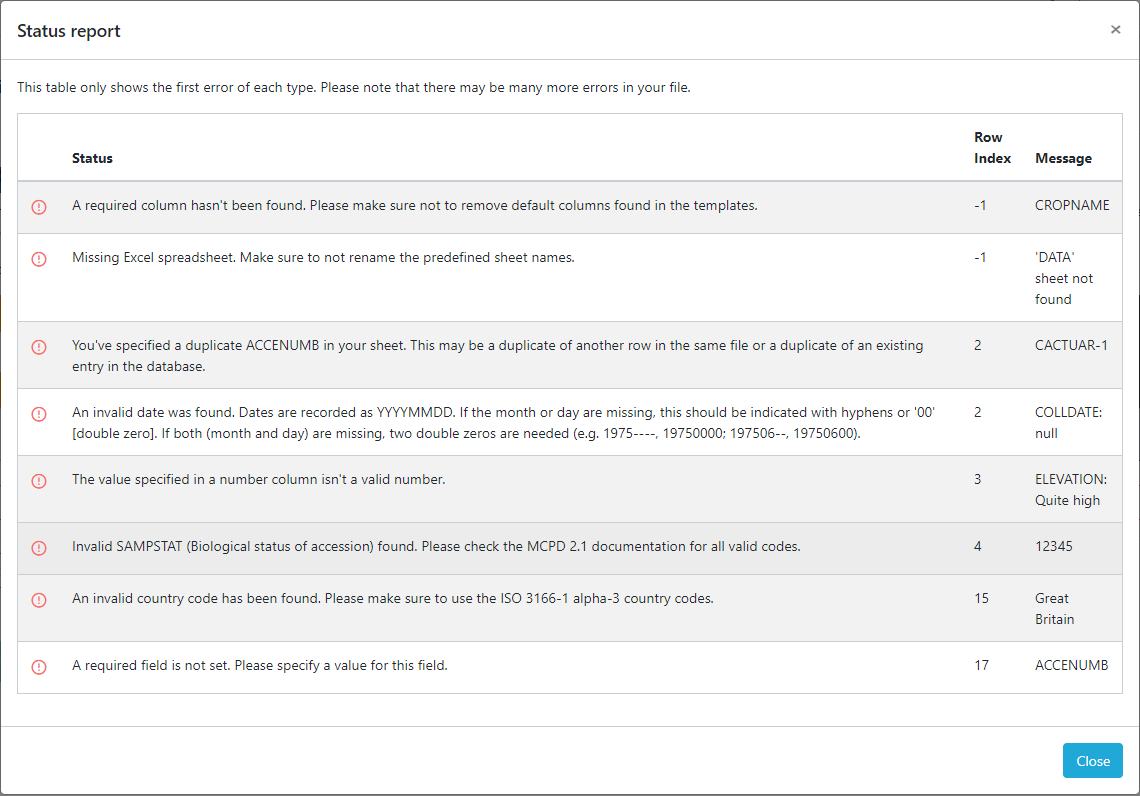 Status report
×
This table only shows the first error of each type. Please note that there may be many more errors in your file.
Status
Row
Index
Message
A required column hasn't been found. Please make sure not to remove default columns found in the templates.
-1
CROPNAME
Missing Excel spreadsheet. Make sure to not rename the predefined sheet names.
-1
'DATA'
sheet not
found
You've specified a duplicate ACCENUMB in your sheet. This may be a duplicate of another row in the same file or a duplicate of an existing
entry in the database.
2
CACTUAR-1
An invalid date was found. Dates are recorded as YYYYMMDD. If the month or day are missing, this should be indicated with hyphens or '00'
[double zero]. If both (month and day) are missing, two double zeros are needed (e.g. 1975----, 19750000; 197506--, 19750600).
2
COLLDATE:
null
The value specified in a number column isn't a valid number.
3
ELEVATION:
Quite high
Invalid SAMPSTAT (Biological status of accession) found. Please check the MCPD 2.1 documentation for all valid codes.
4
12345
An invalid country code has been found. Please make sure to use the ISO 3166-1 alpha-3 country codes.
15
Great
Britain
A required field is not set. Please specify a value for this field.
17
ACCENUMB
Close